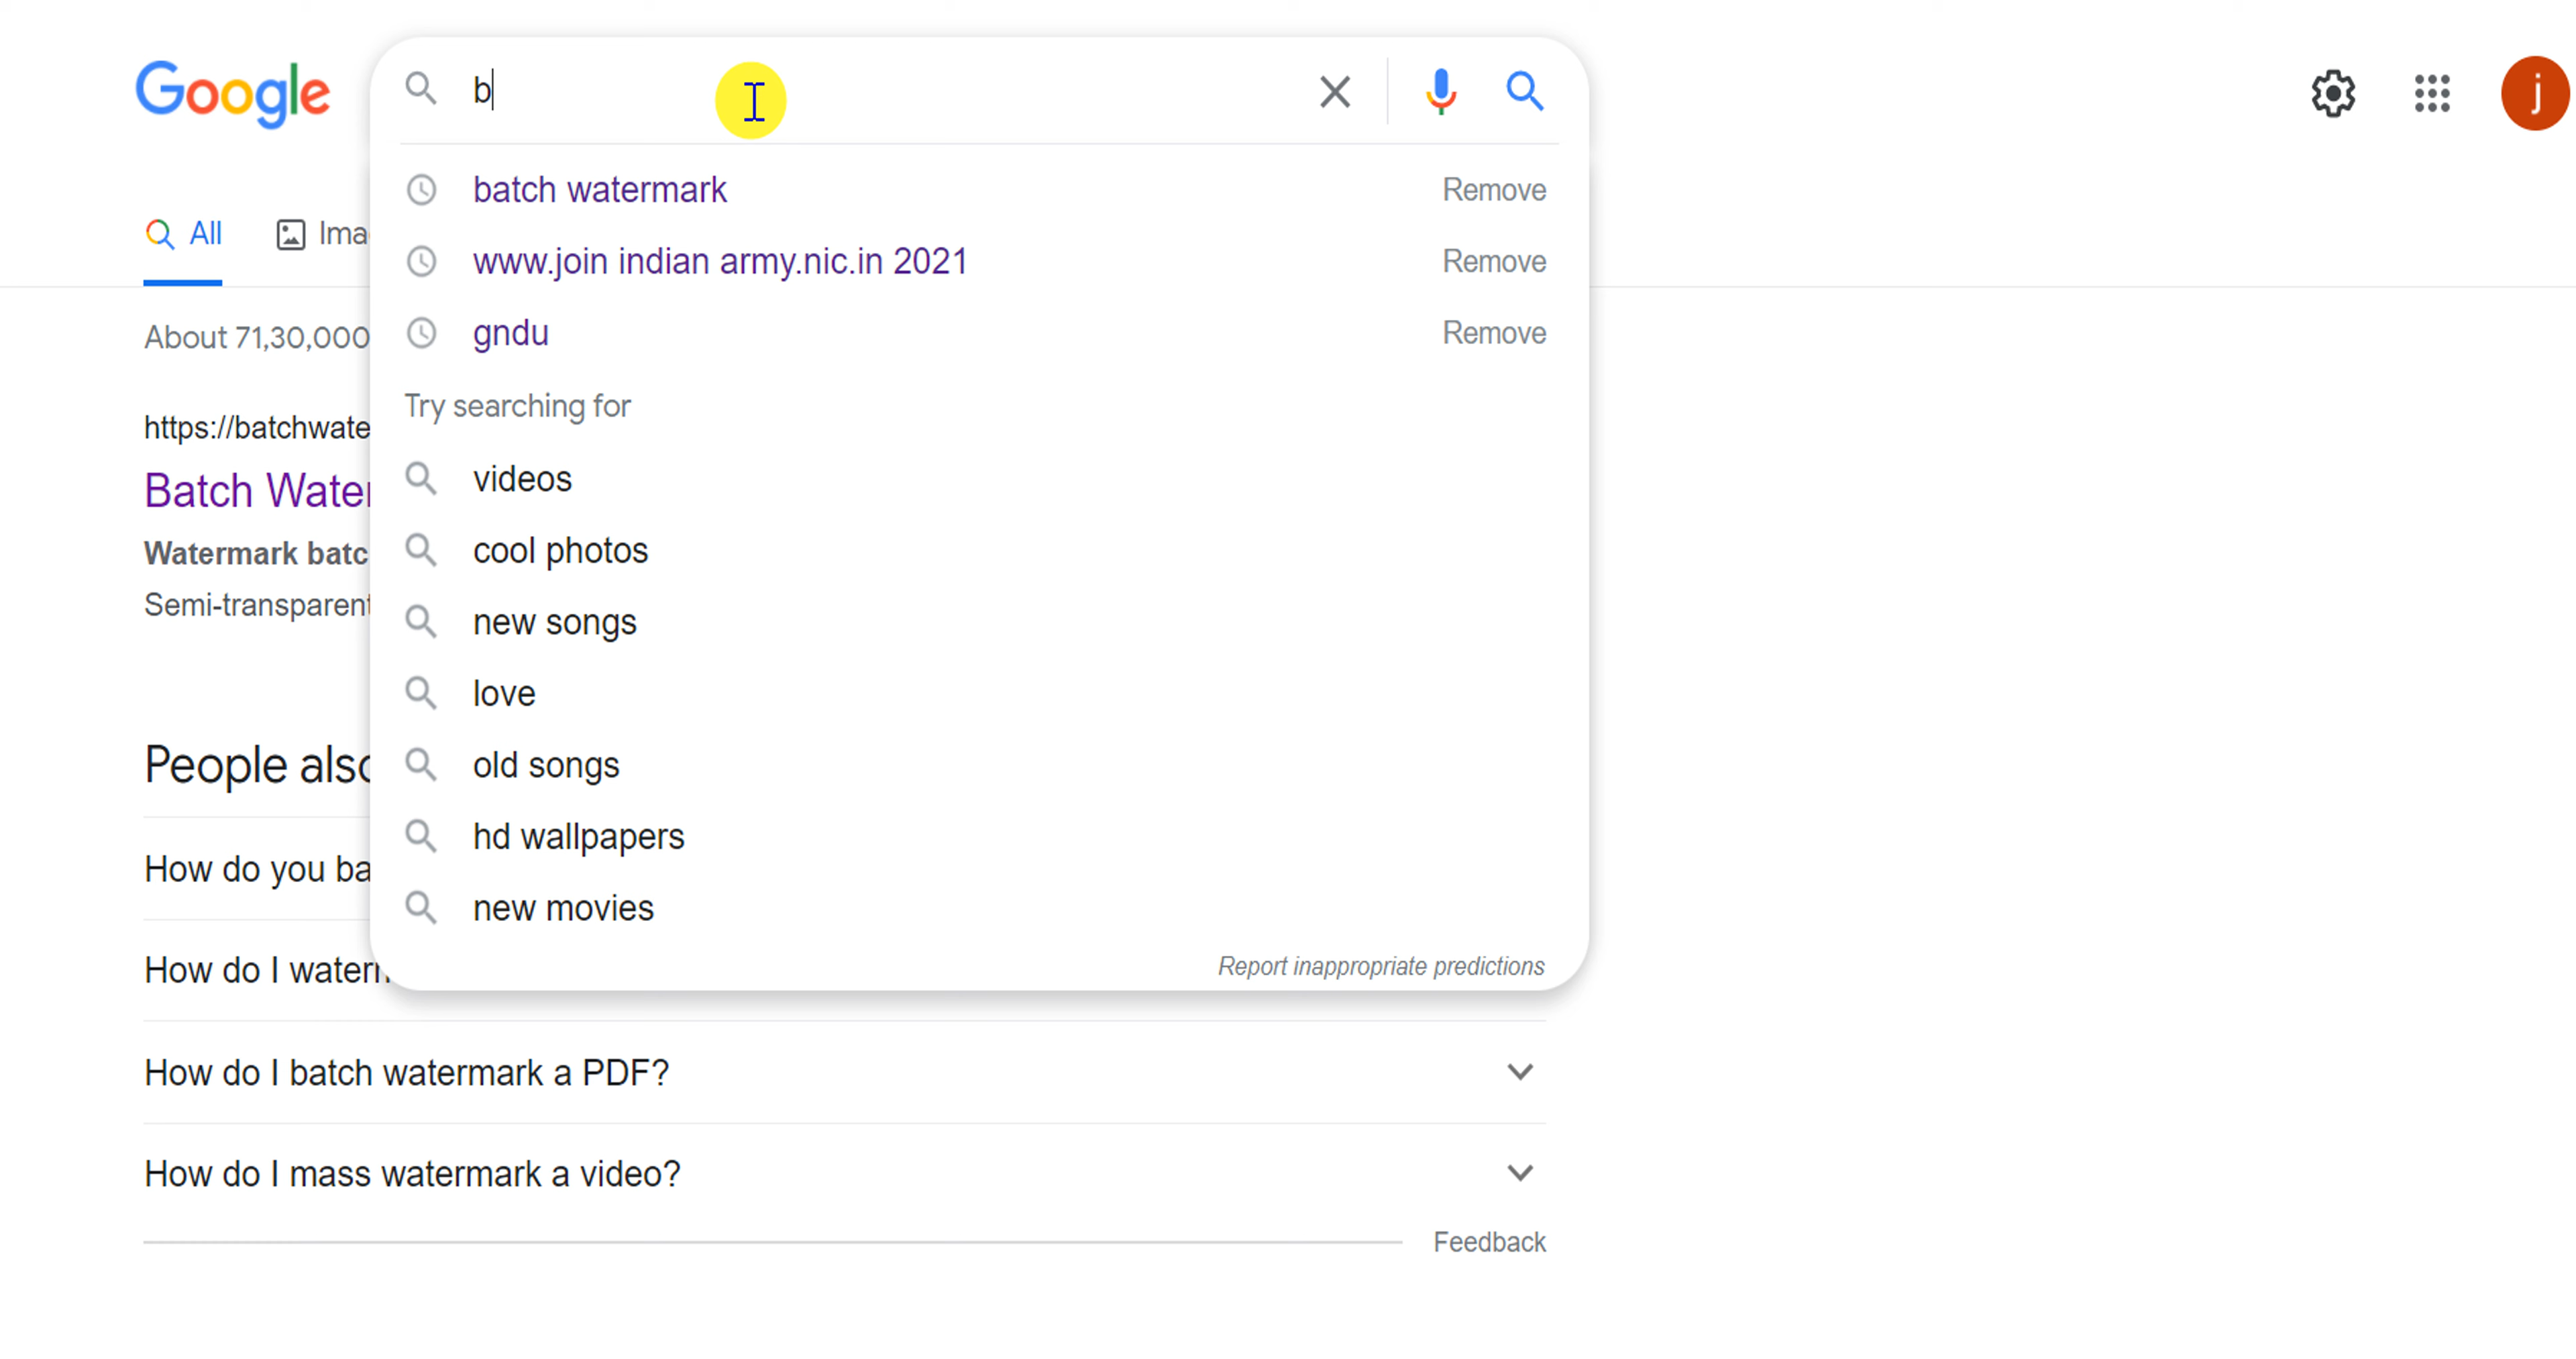 Google
b
j
batch watermark
Remove
www.join indian army.nic.in 2021
Remove
gndu
Remove
Try searching for
videos
cool photos
new songs
love
old songs
hd wallpapers
new movies
Report inappropriate predictions
All
Ima
About 71,30,000
https://batchwate
Batch Water
Watermark batc
Semi-transparent
People also
How do you ba
How do I waterm
How do I batch watermark a PDF?
How do I mass watermark a video?
Feedback